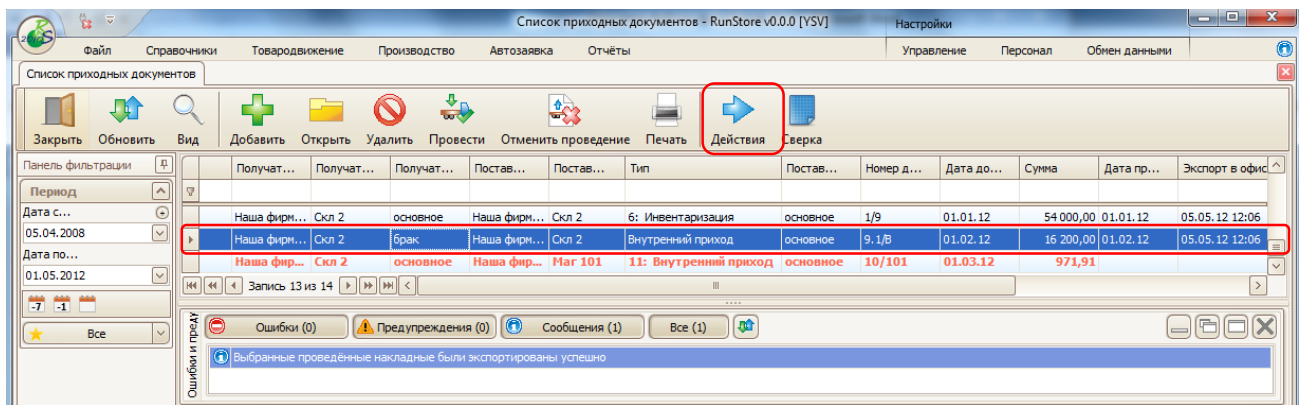 Список приходных документов - RunStore v0.0.0 [YSV]
Настройки
Файл Справочники Товародвижение Производство Автозаявка Отчёты Управление Персонал Обмен данными
Список приходных документов
Закрыть Обновить Вид Добавить Открыть Удалить Провести Отменить проведение Печать Действия Сверка
Панель фильтрации
Получат... Получат... Получат... Постав... Постав... Тип Постав... Номер д... Дата до... Сумма Дата пр... Экспорт в офис
Период
Дата с...
Наша фирм... Скл 2 основное Наша фирм... Скл 2 6: Инвентаризация основное 1/9 01.01.12 54 000,00 01.01.12 05.05.12 12:06
05.04.2008
Наша фирм... Скл 2 брак Наша фирм... Скл 2 Внутренний приход основное 9.1/В 01.02.12 16 200,00 01.02.12 05.05.12 12:06
Дата по...
Наша фир... Скл 2 основное Наша фир... Маг 101 11: Внутренний приход основное 10/101 01.03.12 971,91
01.05.2012
Запись 13 из 14
-7 -1
Все
Ошибки и преду
Ошибки (0) Предупреждения (0) Сообщения (1) Все (1)
Выбранные проведённые накладные были экспортированы успешно